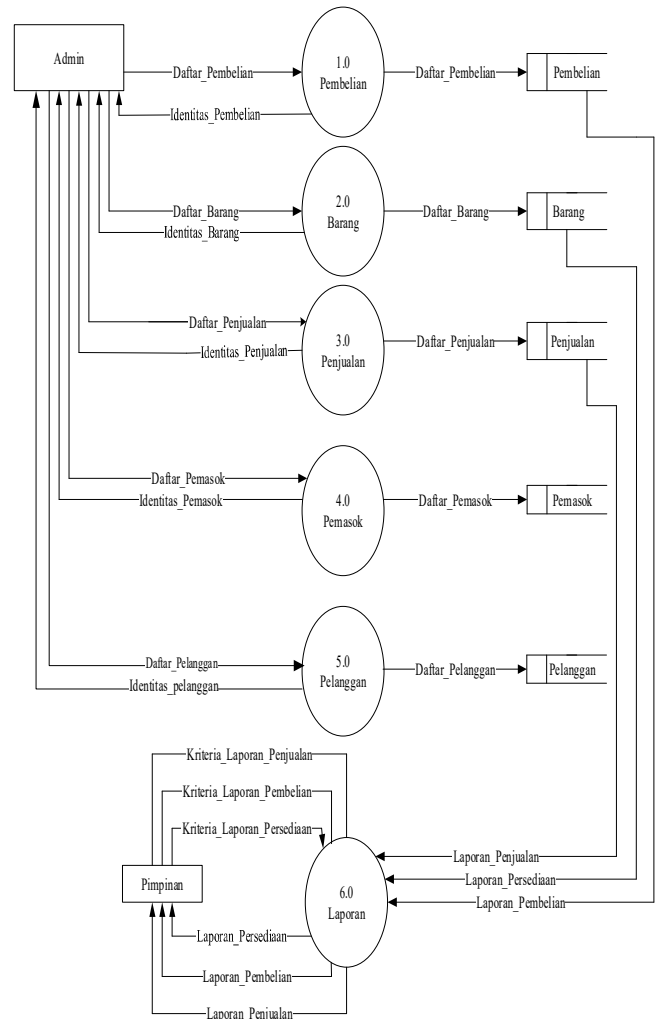 Admin
Daftar_Pembelian
1.0
Pembelian
Daftar_Pembelian
Pembelian
Identitas_Pembelian
Daftar_Barang
2.0
Barang
Daftar_Barang
Barang
Identitas_Barang
Daftar_Penjualan
3.0
Penjualan
Daftar_Penjualan
Penjualan
Identitas_Penjualan
Daftar_Pemasok
4.0
Pemasok
Daftar_Pemasok
Pemasok
Identitas_Pemasok
Daftar_Pelanggan
5.0
Pelanggan
Daftar_Pelanggan
Pelanggan
Identitas_pelanggan
Kriteria_Laporan_Penjualan
Kriteria_Laporan_Pembelian
Kriteria_Laporan_Persediaan
Pimpinan
6.0
Laporan
Laporan_Penjualan
Laporan_Persediaan
Laporan_Pembelian
Laporan_Persediaan
Laporan_Pembelian
Laporan_Penjualan